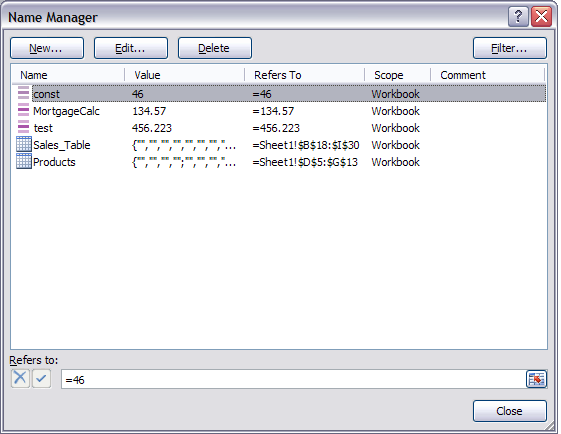 Name Manager
New... Edit... Delete Filter...
Name Value Refers To Scope Comment
const 46 =46 Workbook
MortgageCalc 134.57 =134.57 Workbook
test 456.223 =456.223 Workbook
Sales_Table {"","","","","","","",... =Sheet1!$B$18:$I$30 Workbook
Products {"","","","";"","","",... =Sheet1!$D$5:$G$13 Workbook
Refers to:
=46
Close